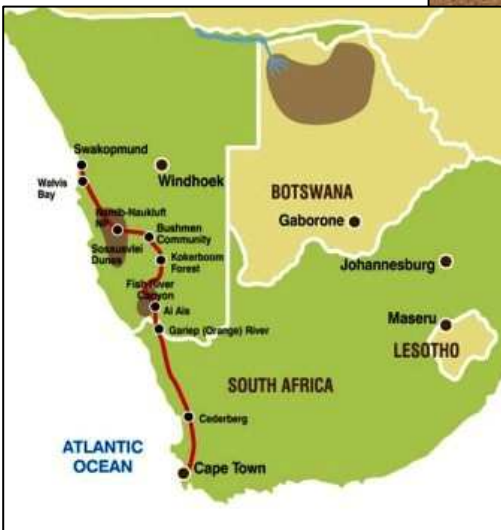 Swakopmund
Walvis
Bay
Windhoek
Namib-Naukluft
NP
Sossusvlei
Dunes
Bushmen
Community
Kokerboom
Forest
Fish River
Canyon
Ai Ais
Gariep (Orange) River
BOTSWANA
Gaborone
Johannesburg
Maseru
LESOTHO
SOUTH AFRICA
Cederberg
ATLANTIC
OCEAN
Cape Town